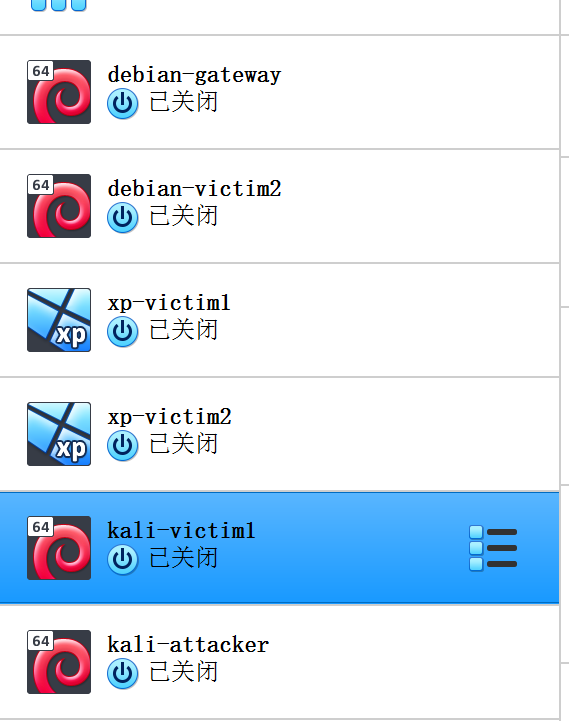 64
debian-gateway
已关闭
64
debian-victim2
已关闭
xp
xp-victim1
已关闭
xp
xp-victim2
已关闭
64
kali-victim1
已关闭
64
kali-attacker
已关闭